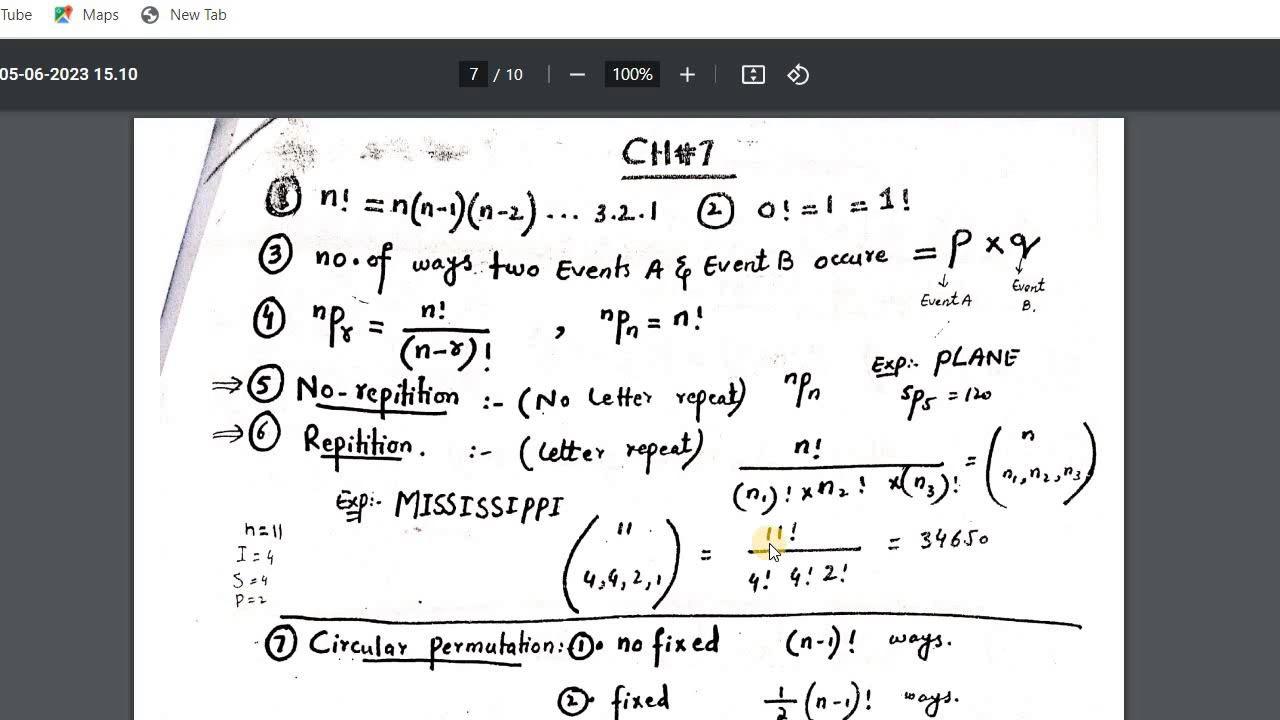 Tube Maps New Tab
05-06-2023 15.10 7 / 10 — 100% +
CH#7
① n! = n(n-1)(n-2) ... 3.2.1 ② 0! = 1 = 1!
③ no. of ways two Events A & Event B occure = p × q
Event A Event B.
④ ⁿPᵣ = n!/(n-r)! , ⁿPₙ = n!
Exp:- PLANE
⇒ ⑤ No-repitition :- (No Letter repeat) ⁿPₙ ⁵P₅ = 120
⇒ ⑥ Repitition. :- (Letter repeat) n!/((n₁)! × n₂! × (n₃)!) = (n / n₁, n₂, n₃)
Exp:- MISSISSIPPI
n=11
I=4
S=4
P=2
(11 / 4,4,2,1) = 11!/(4! 4! 2!) = 34650
⑦ Circular permutation: ①• no fixed (n-1)! ways.
②• fixed 1/2 (n-1)! ways.